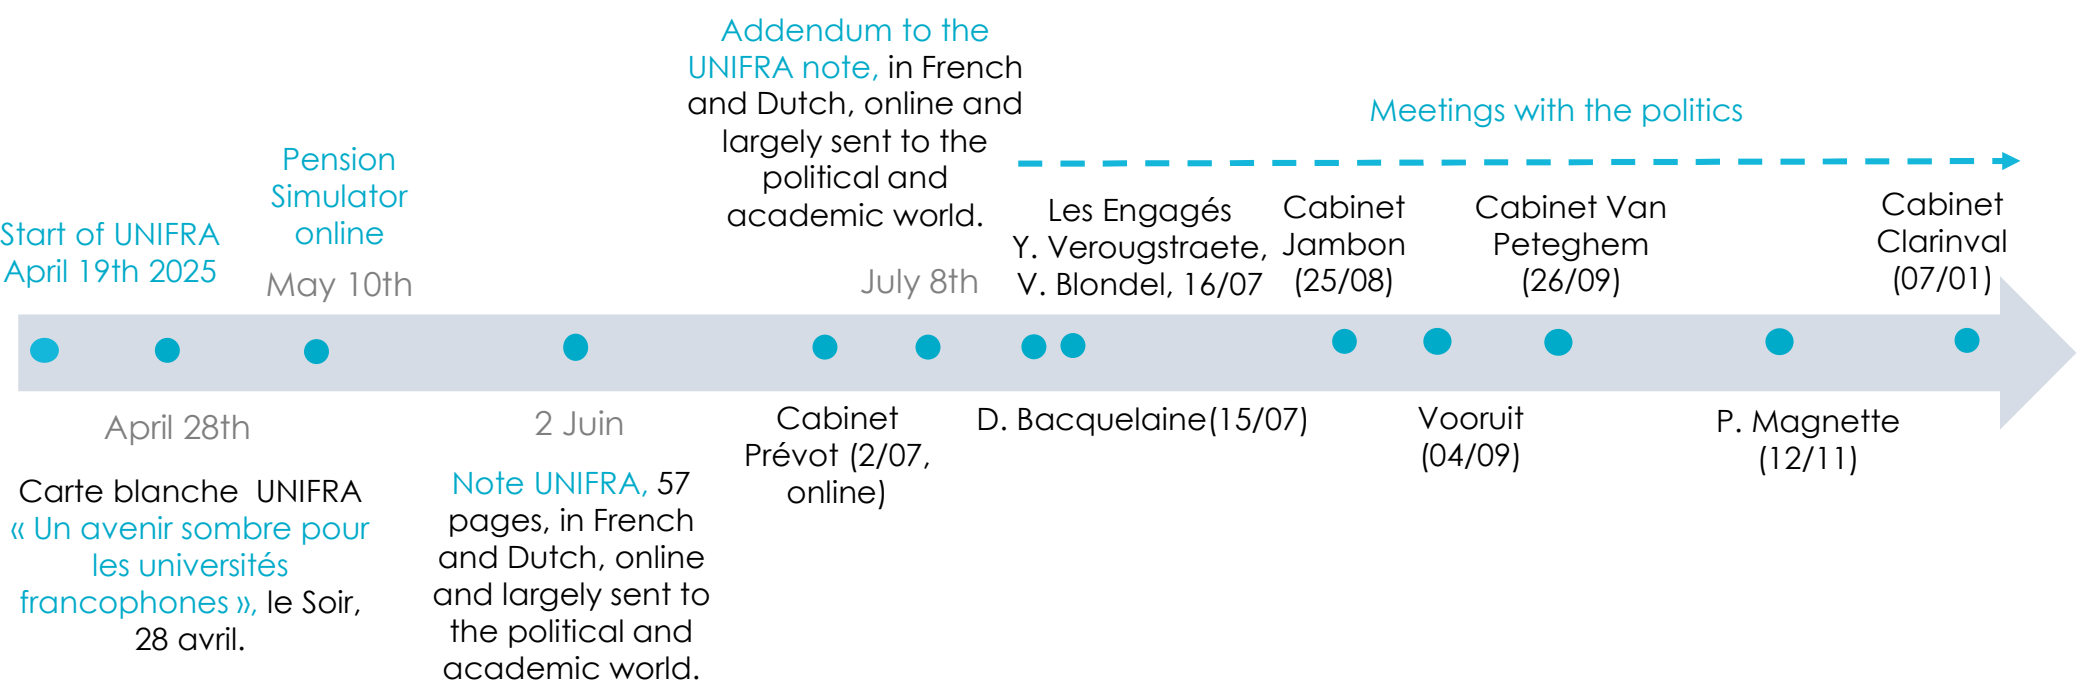 Start of UNIFRA
April 19th 2025
Pension
Simulator
online
May 10th
Addendum to the
UNIFRA note, in French
and Dutch, online and
largely sent to the
political and
academic world.
July 8th
Meetings with the politics
Les Engagés
Y. Verougstraete,
V. Blondel, 16/07
Cabinet
Jambon
(25/08)
Cabinet Van
Peteghem
(26/09)
Cabinet
Clarinval
(07/01)
April 28th
Carte blanche  UNIFRA
« Un avenir sombre pour
les universités
francophones », le Soir,
28 avril.
2 Juin
Note UNIFRA, 57
pages, in French
and Dutch, online
and largely sent to
the political and
academic world.
Cabinet
Prévot (2/07,
online)
D. Bacquelaine(15/07)
Vooruit
(04/09)
P. Magnette
(12/11)